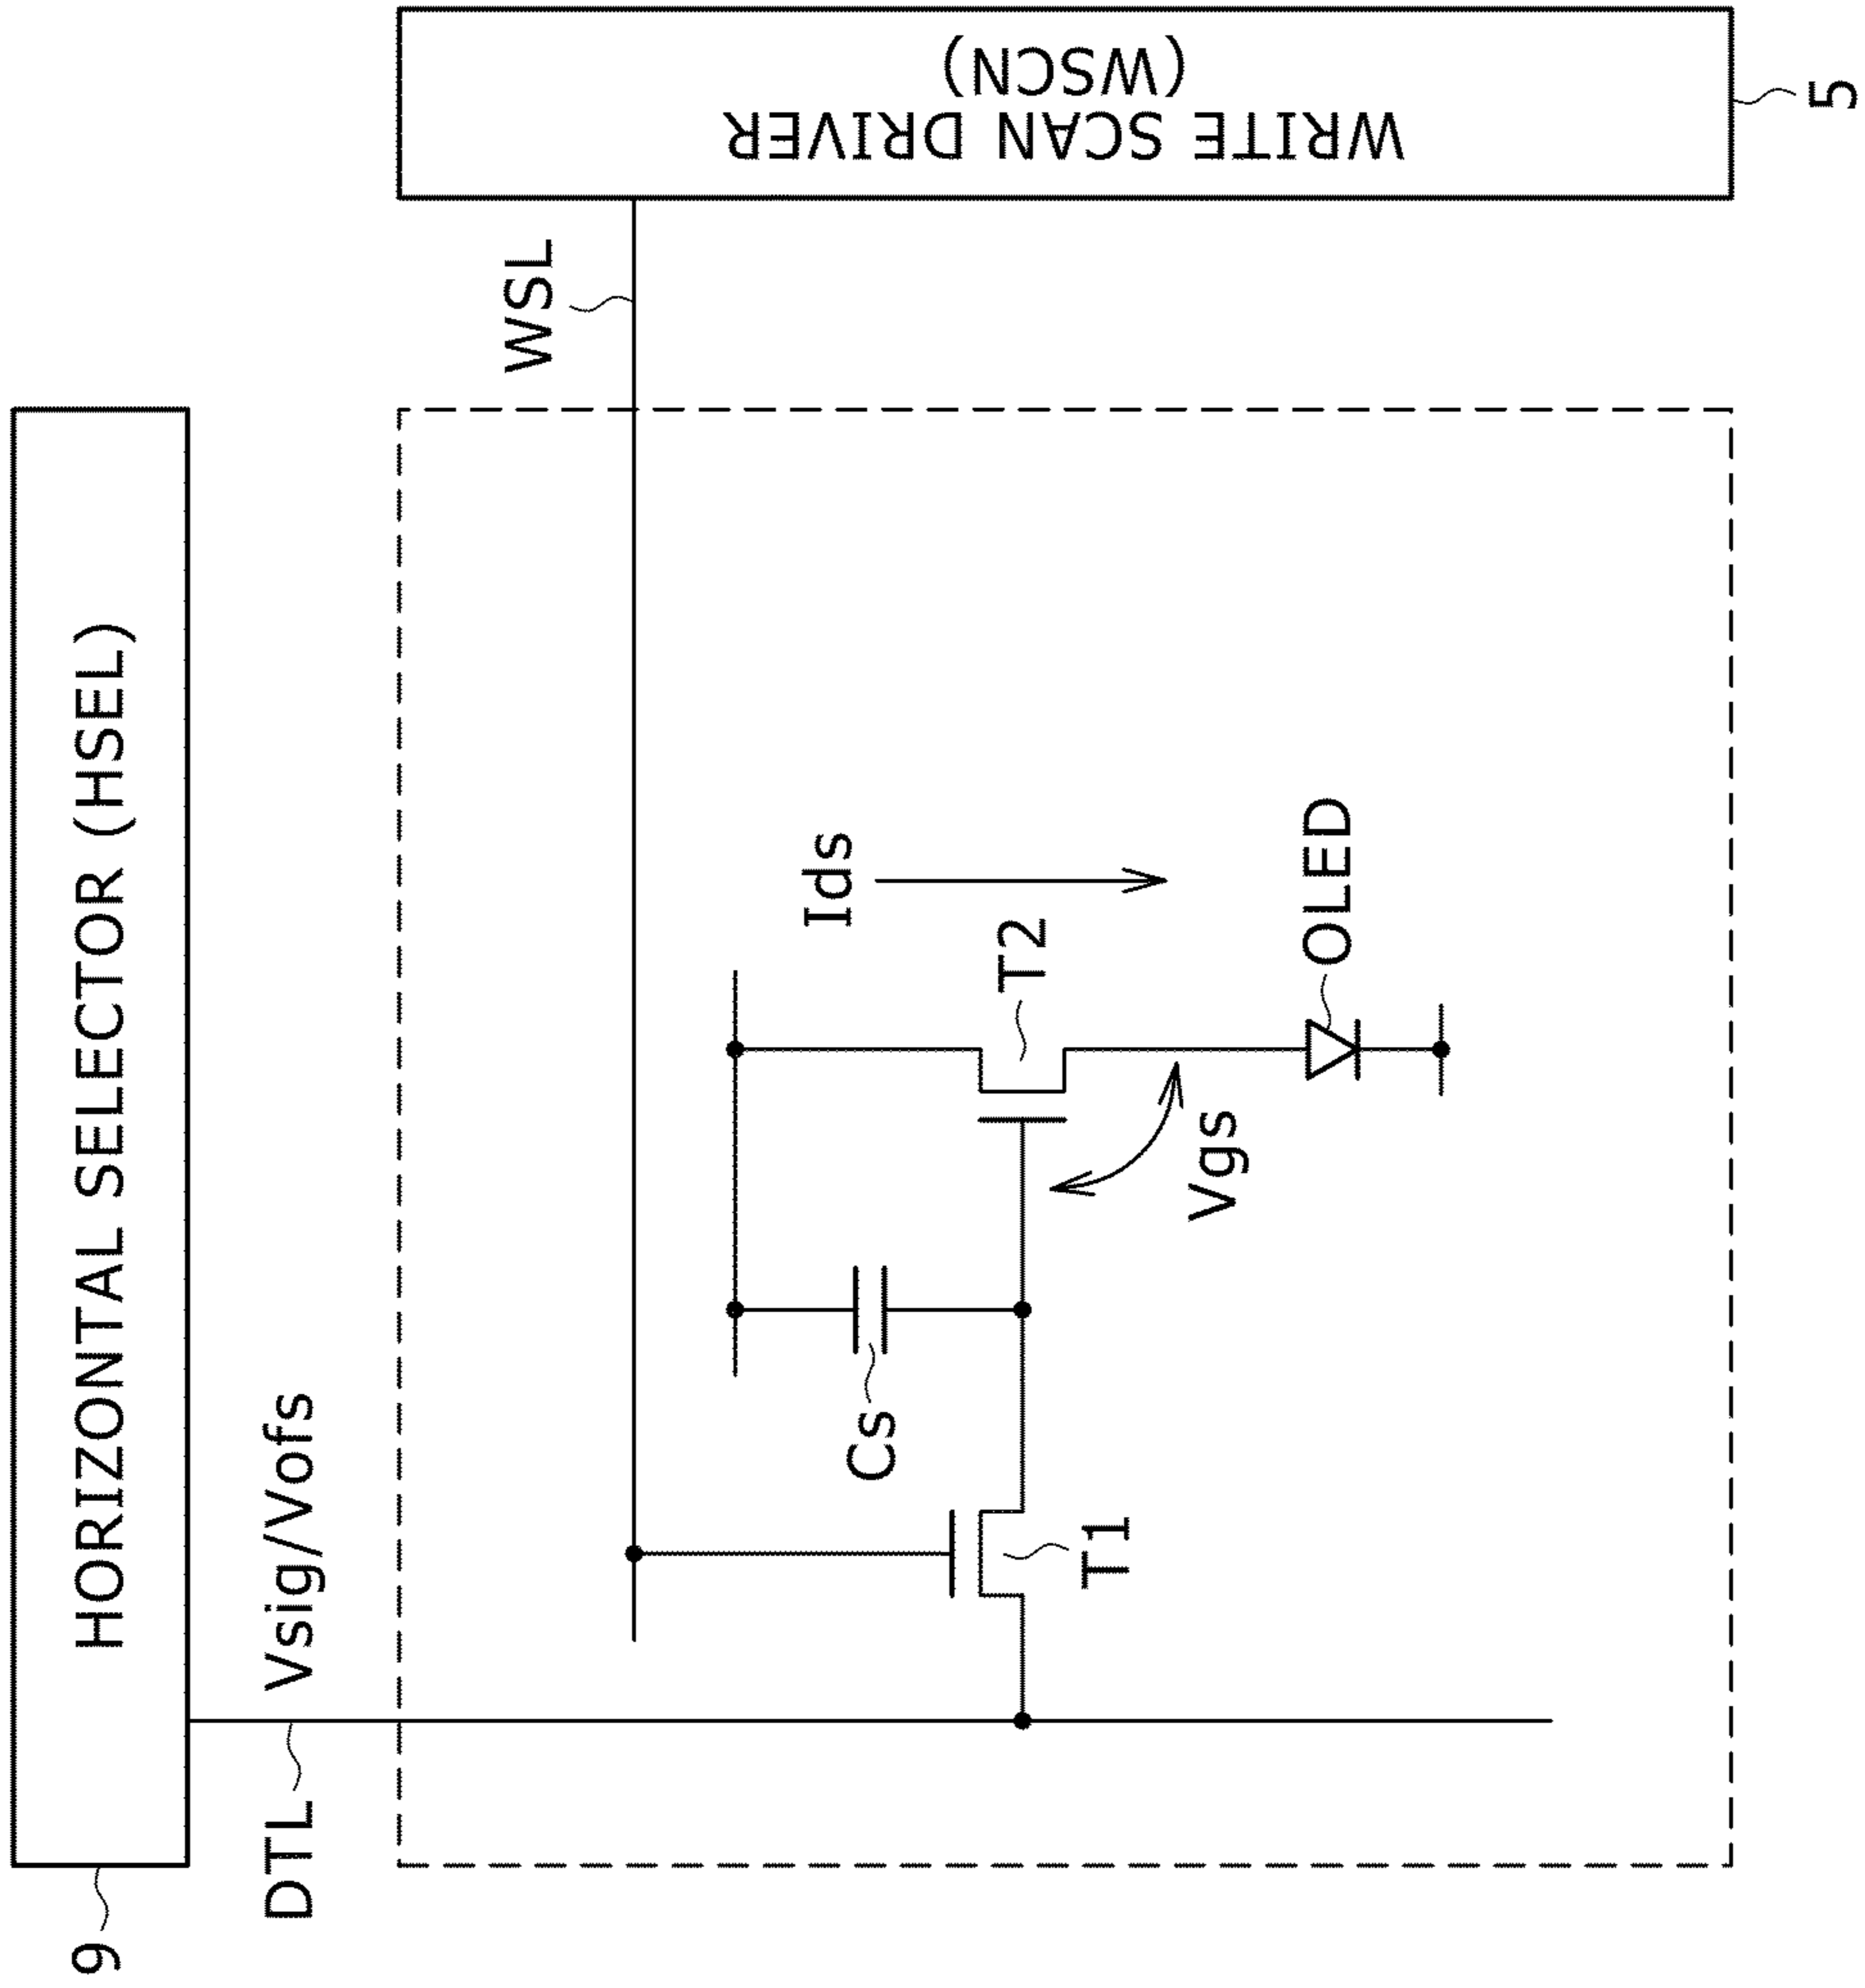 9
HORIZONTAL SELECTOR (HSEL)
DTL
Vsig/Vofs
WSL
WRITE SCAN DRIVER
(WSCN)
5
Ids
Cs
T2
T1
Vgs
OLED